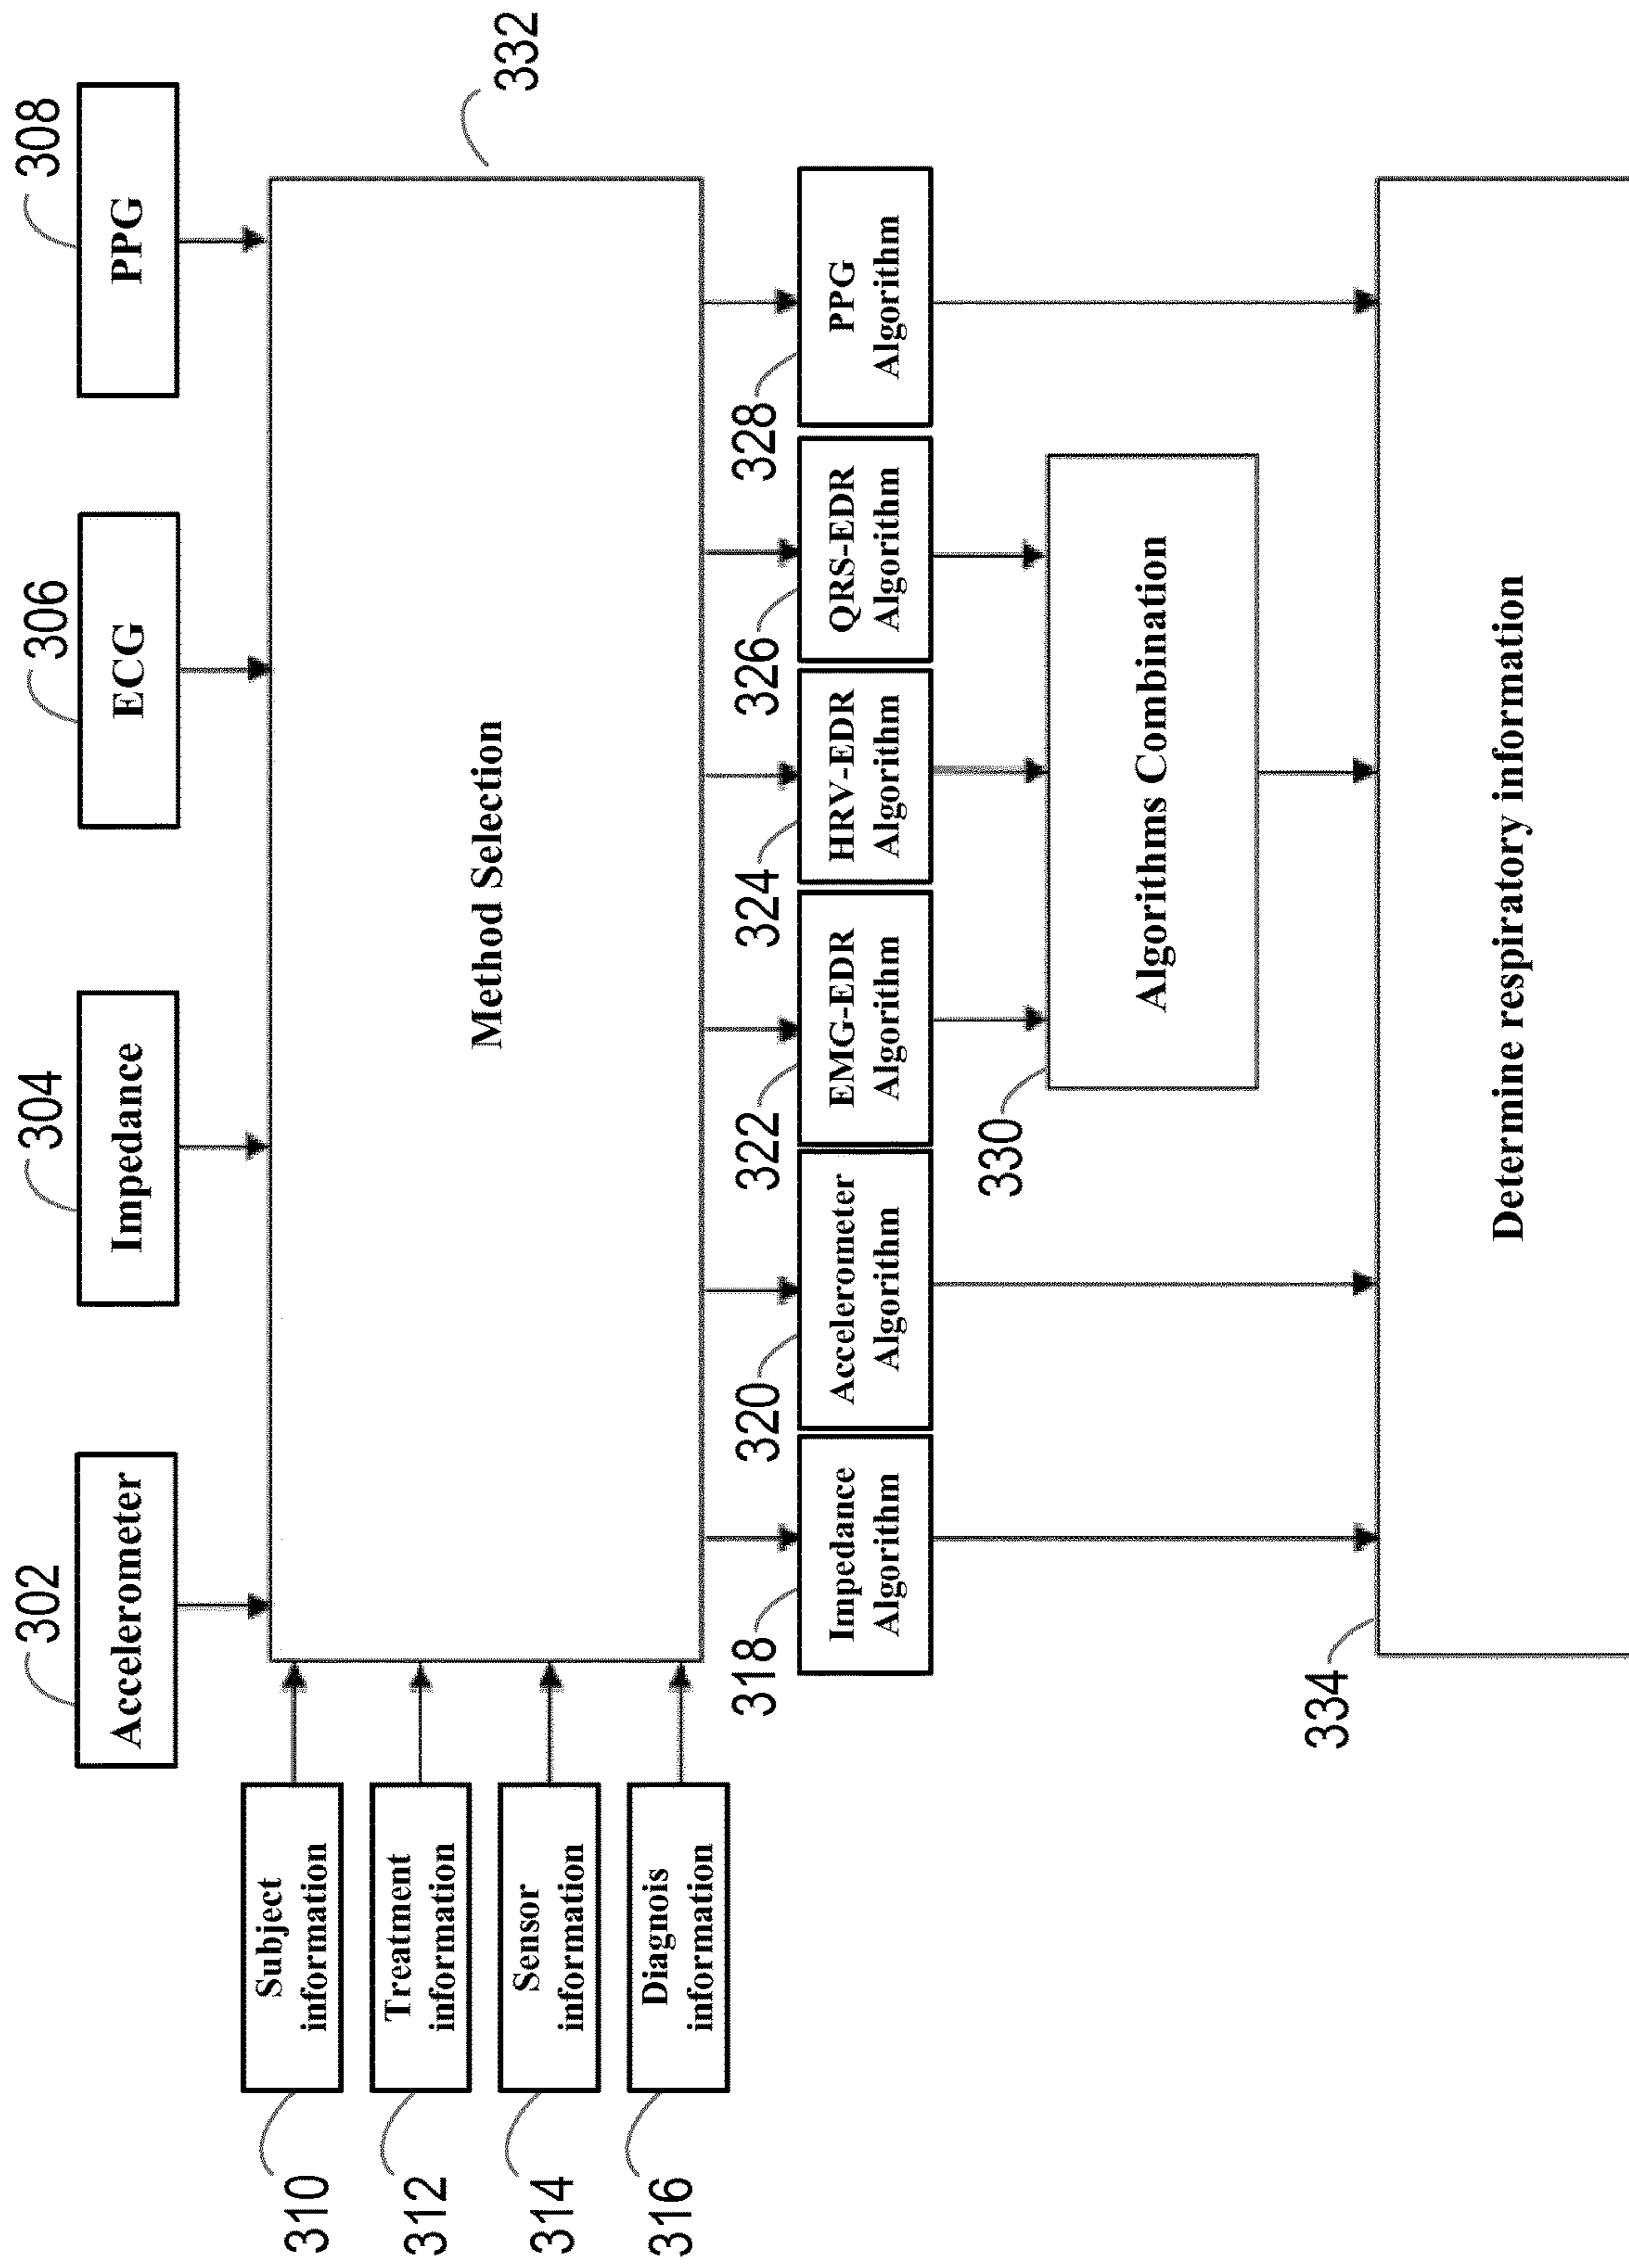 302
Accelerometer
304
Impedance
306
ECG
308
PPG
310
Subject
information
312
Treatment
information
314
Sensor
information
316
Diagnois
information
Method Selection
332
318
Impedance
Algorithm
320
Accelerometer
Algorithm
322
EMG-EDR
Algorithm
324
HRV-EDR
Algorithm
326
QRS-EDR
Algorithm
328
PPG
Algorithm
330
Algorithms Combination
334
Determine respiratory information